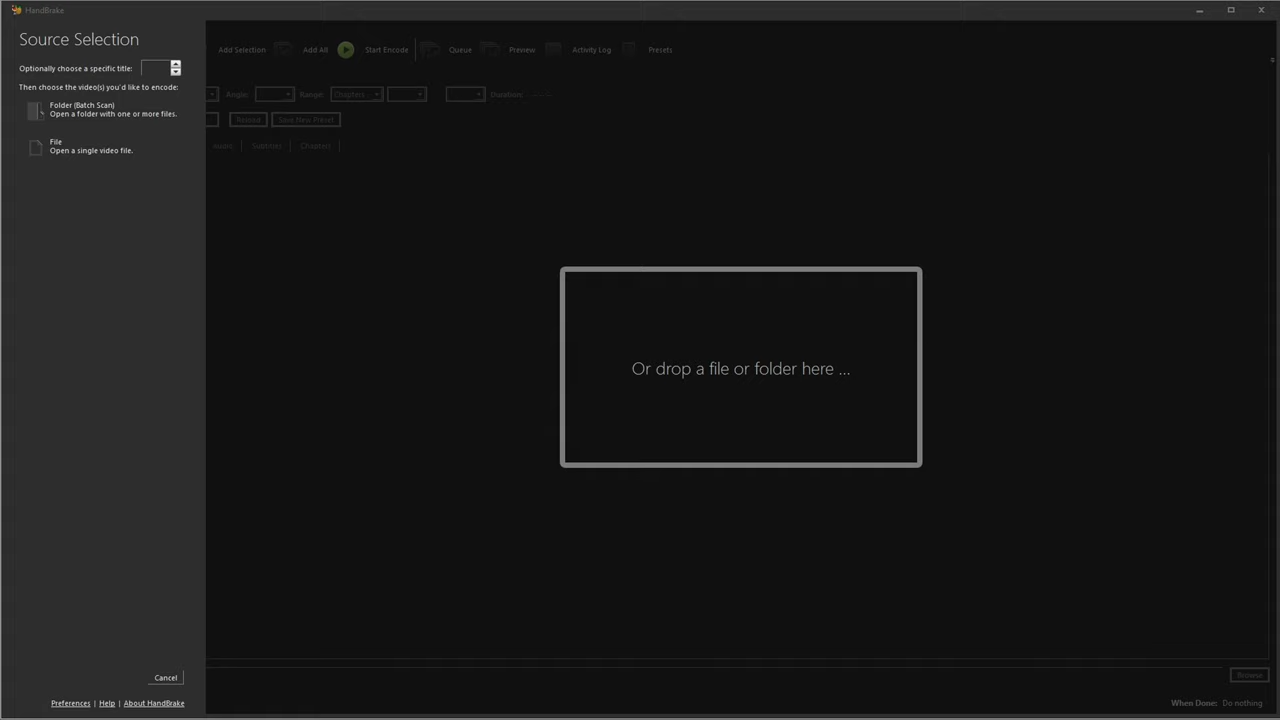 HandBrake
Source Selection
Optionally choose a specific title:
Then choose the video(s) you'd like to encode:
Folder (Batch Scan)
Open a folder with one or more files.
File
Open a single video file.
Cancel
Preferences | Help | About HandBrake
Add Selection Add All Start Encode Queue Preview Activity Log Presets
Angle: Range: Chapters Duration: --:--:--
Reload Save New Preset
Audio Subtitles Chapters
Or drop a file or folder here ...
Browse
When Done: Do nothing